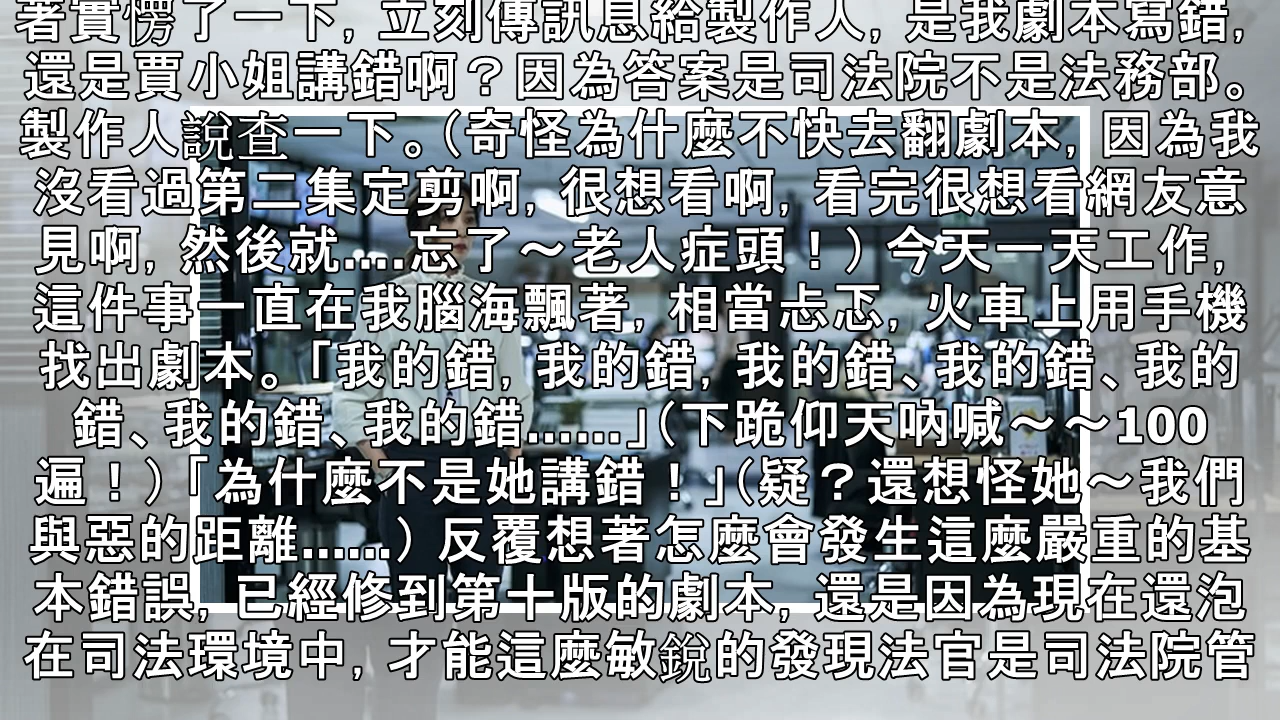 著實愣了一下, 立刻傳訊息給製作人, 是我劇本寫錯,
還是賈小姐講錯啊？因為答案是司法院不是法務部。
製作人說查一下。(奇怪為什麼不快去翻劇本, 因為我
沒看過第二集定剪啊, 很想看啊, 看完很想看網友意
見啊, 然後就....忘了～老人症頭！) 今天一天工作,
這件事一直在我腦海飄著, 相當忐忑, 火車上用手機
找出劇本。「我的錯, 我的錯, 我的錯、我的錯、我的
錯、我的錯、我的錯......」(下跪仰天吶喊～～100
遍！)「為什麼不是她講錯！」(疑？還想怪她～我們
與惡的距離......) 反覆想著怎麼會發生這麼嚴重的基
本錯誤, 已經修到第十版的劇本, 還是因為現在還泡
在司法環境中, 才能這麼敏銳的發現法官是司法院管